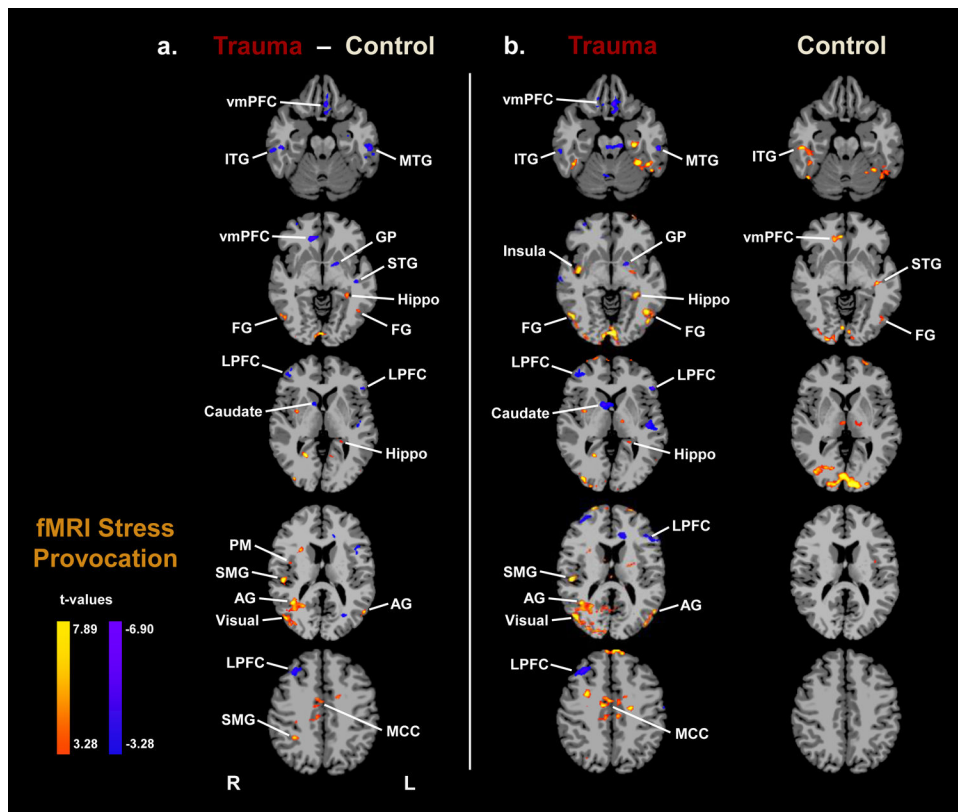 a. Trauma – Control
b. Trauma
Control
vmPFC
ITG
MTG
vmPFC
GP
STG
Hippo
FG
FG
LPFC
LPFC
Caudate
Hippo
PM
SMG
AG
Visual
AG
LPFC
SMG
MCC
R
L
ITG
MTG
Insula
GP
Hippo
FG
FG
LPFC
LPFC
Caudate
Hippo
LPFC
SMG
AG
Visual
AG
LPFC
MCC
ITG
vmPFC
STG
FG
fMRI Stress
Provocation
t-values
7.89
-6.90
3.28
-3.28